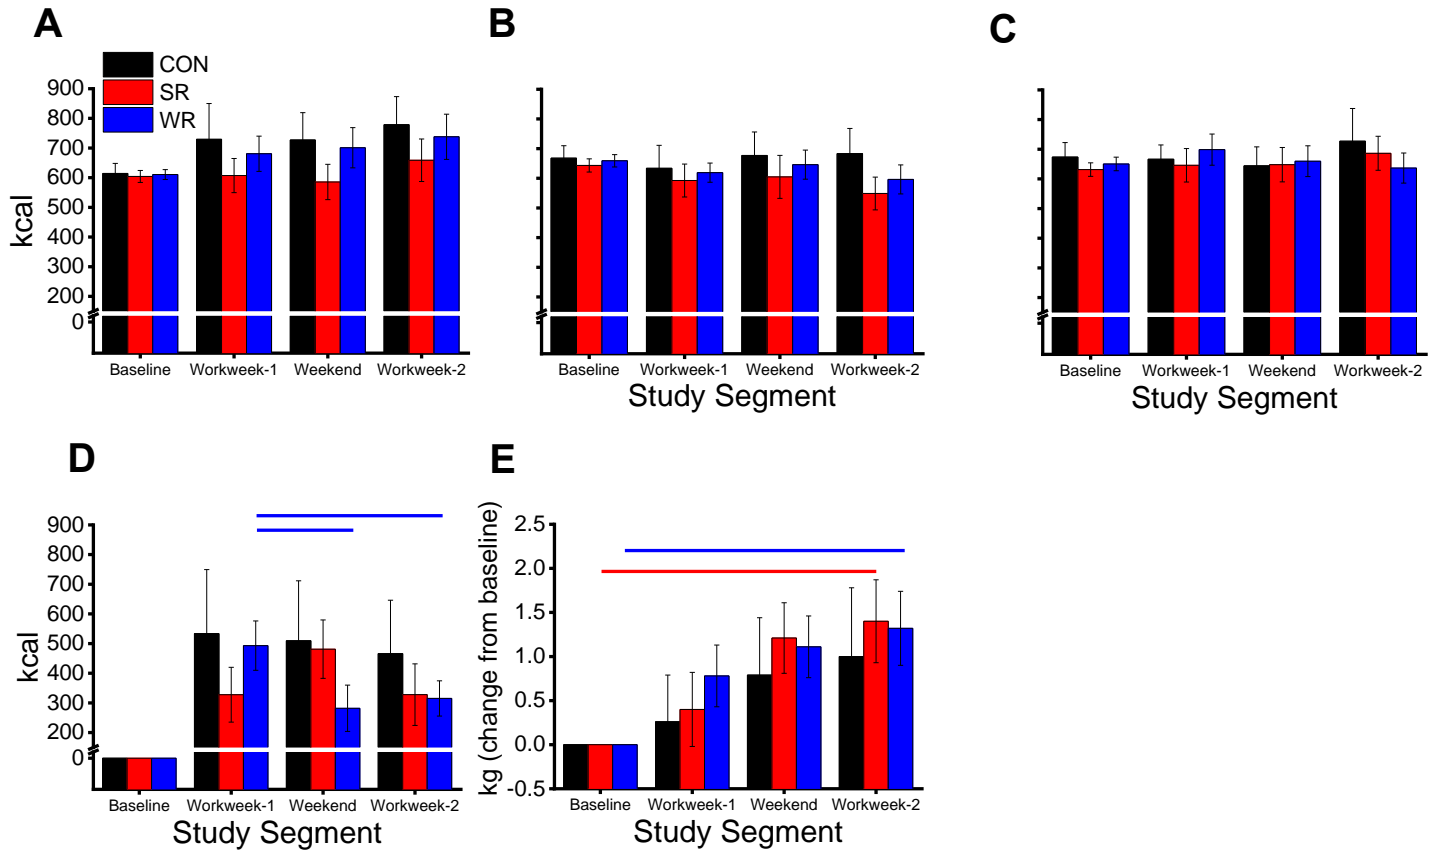 A
CON
SR
WR
900
800
700
600
500
400
300
200
0
kcal
Baseline Workweek-1 Weekend Workweek-2
B
Baseline Workweek-1 Weekend Workweek-2
Study Segment
C
Baseline Workweek-1 Weekend Workweek-2
Study Segment
D
900
800
700
600
500
400
300
200
0
kcal
Baseline Workweek-1 Weekend Workweek-2
Study Segment
E
2.5
2.0
1.5
1.0
0.5
0.0
-0.5
kg (change from baseline)
Baseline Workweek-1 Weekend Workweek-2
Study Segment